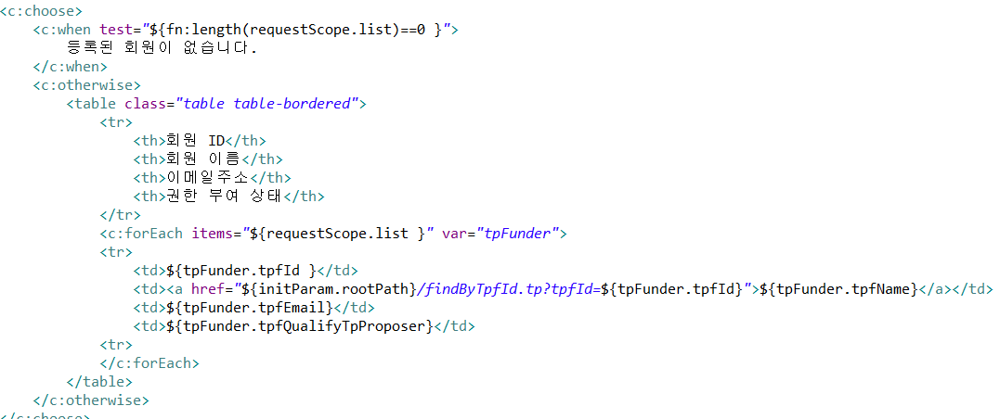 <c:choose>
<c:when test="${fn:length(requestScope.list)==0 }">
등록된 회원이 없습니다.
</c:when>
<c:otherwise>
<table class="table table-bordered">
<tr>
<th>회원 ID</th>
<th>회원 이름</th>
<th>이메일주소</th>
<th>권한 부여 상태</th>
</tr>
<c:forEach items="${requestScope.list }" var="tpFunder">
<tr>
<td>${tpFunder.tpfId }</td>
<td><a href="${initParam.rootPath}/findByTpfId.tp?tpfId=${tpFunder.tpfId}">${tpFunder.tpfName}</a></td>
<td>${tpFunder.tpfEmail}</td>
<td>${tpFunder.tpfQualifyTpProposer}</td>
<tr>
</c:forEach>
</table>
</c:otherwise>
</c:choose>